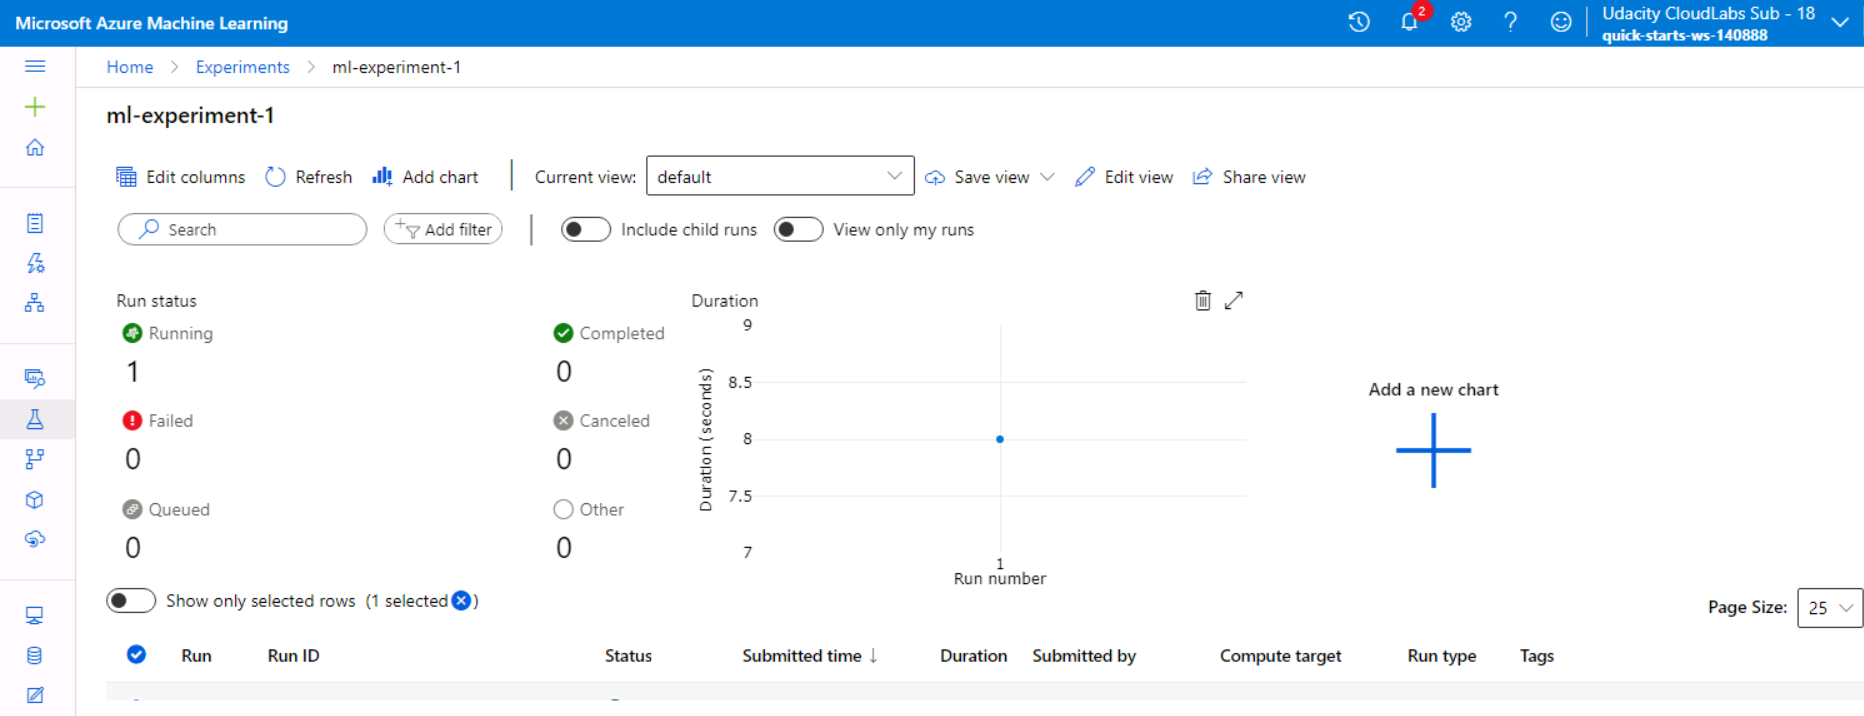 Microsoft Azure Machine Learning
2
Udacity CloudLabs Sub - 18
quick-starts-ws-140888
Home > Experiments > ml-experiment-1
ml-experiment-1
Edit columns Refresh Add chart Current view: default Save view Edit view Share view
Search Add filter Include child runs View only my runs
Run status
Running
1
Completed
0
Failed
0
Canceled
0
Queued
0
Other
0
Duration
Duration (seconds)
9
8.5
8
7.5
7
1
Run number
Add a new chart
Show only selected rows (1 selected )
Page Size: 25
Run Run ID Status Submitted time ↓ Duration Submitted by Compute target Run type Tags